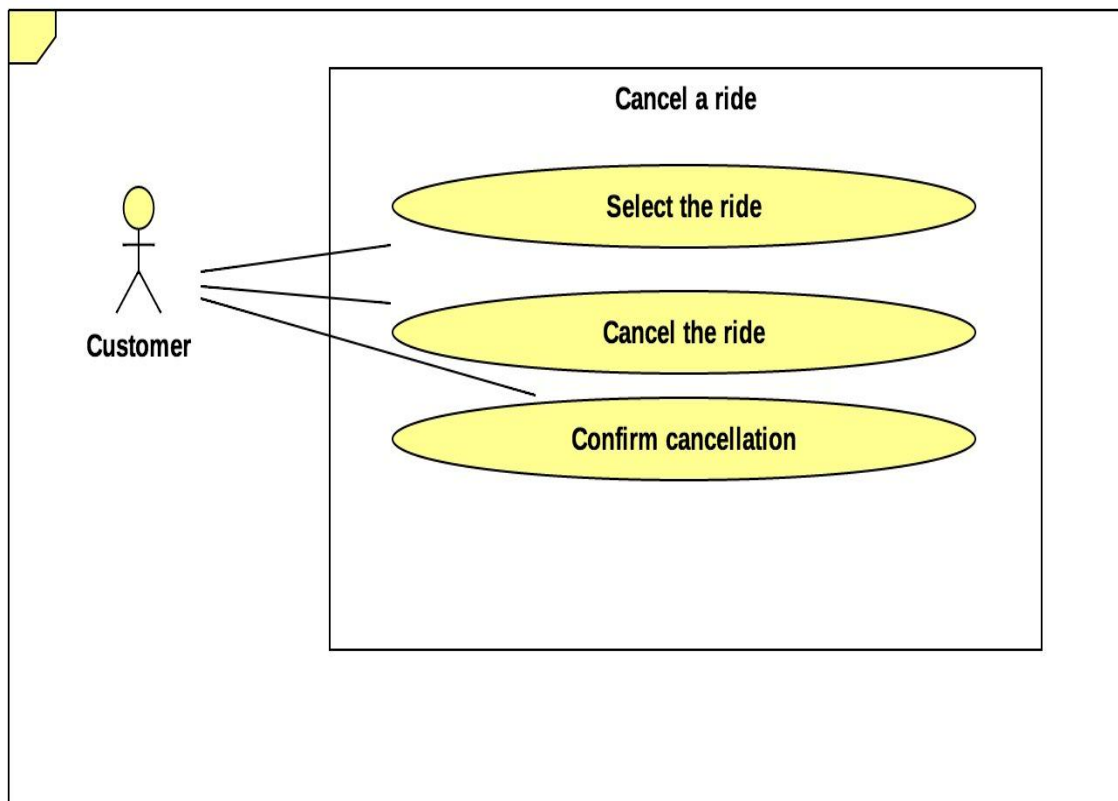 Cancel a ride
Select the ride
Customer
Cancel the ride
Confirm cancellation